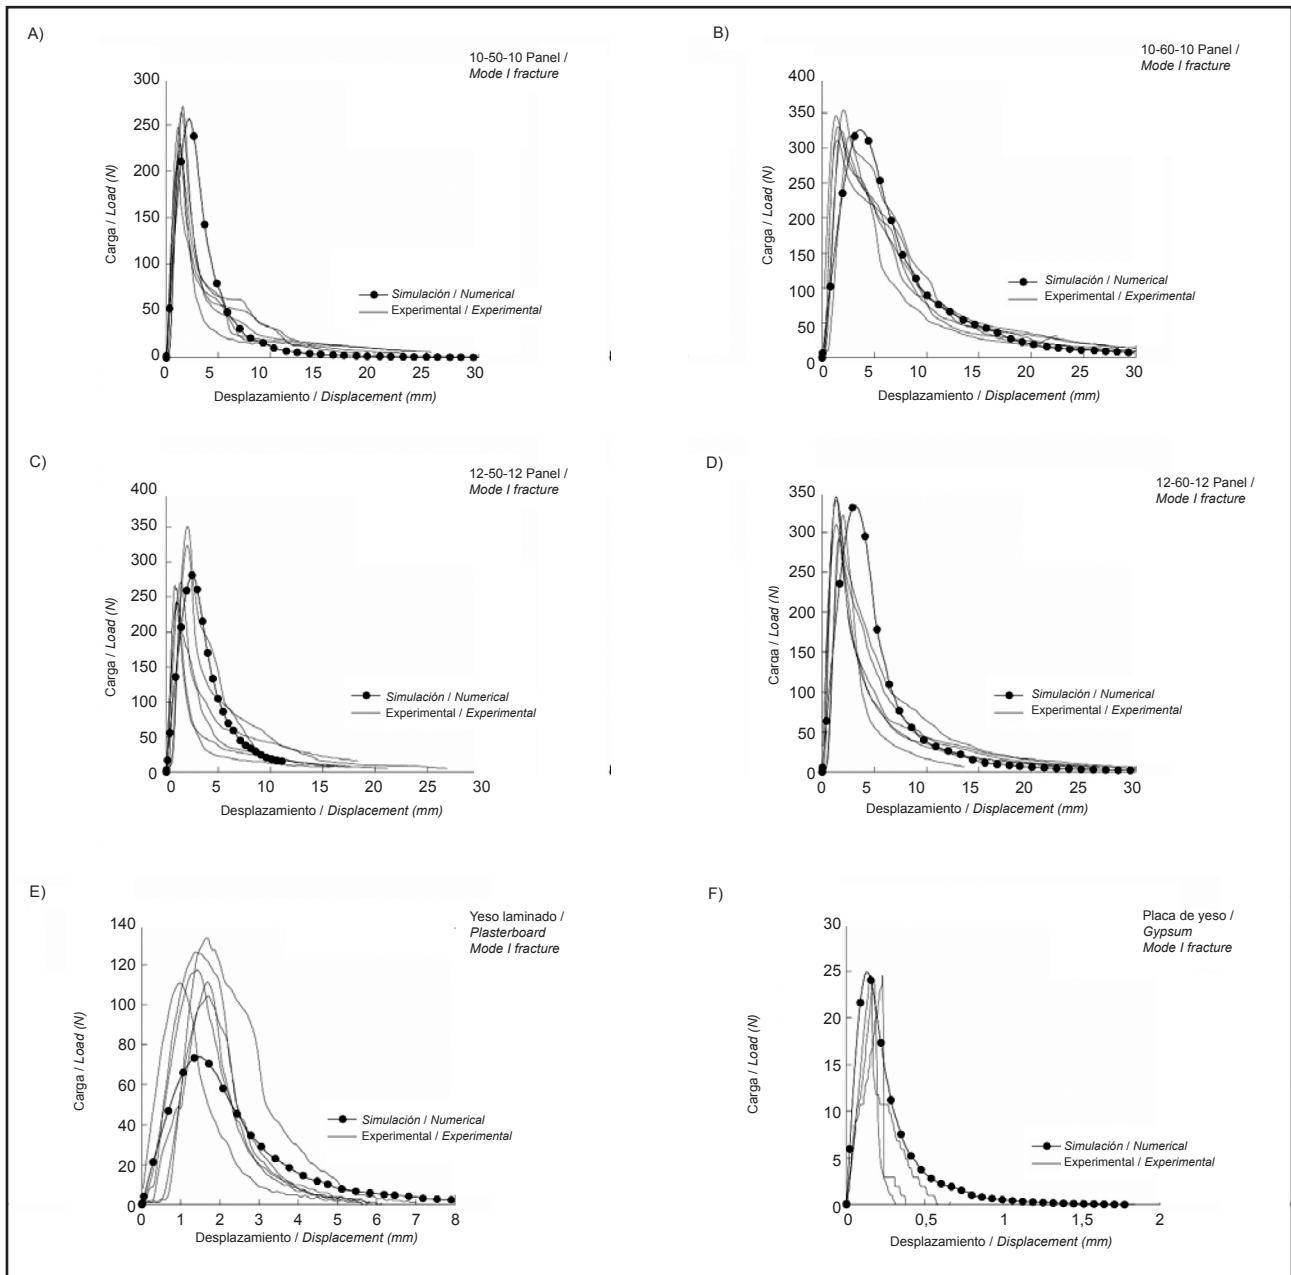 A)
10-50-10 Panel /
Mode I fracture
300
250
200
150
100
50
0
0 5 10 15 20 25 30
Carga / Load (N)
Desplazamiento / Displacement (mm)
Simulación / Numerical
Experimental / Experimental
B)
10-60-10 Panel /
Mode I fracture
400
350
300
250
200
150
100
50
0
0 5 10 15 20 25 30
Carga / Load (N)
Desplazamiento / Displacement (mm)
Simulación / Numerical
Experimental / Experimental
C)
12-50-12 Panel /
Mode I fracture
400
350
300
250
200
150
100
50
0
0 5 10 15 20 25 30
Carga / Load (N)
Desplazamiento / Displacement (mm)
Simulación / Numerical
Experimental / Experimental
D)
12-60-12 Panel /
Mode I fracture
350
300
250
200
150
100
50
0
0 5 10 15 20 25 30
Carga / Load (N)
Desplazamiento / Displacement (mm)
Simulación / Numerical
Experimental / Experimental
E)
Yeso laminado /
Plasterboard
Mode I fracture
140
120
100
80
60
40
20
0
0 1 2 3 4 5 6 7 8
Carga / Load (N)
Desplazamiento / Displacement (mm)
Simulación / Numerical
Experimental / Experimental
F)
Placa de yeso /
Gypsum
Mode I fracture
30
25
20
15
10
5
0
0 0,5 1 1,5 2
Carga / Load (N)
Desplazamiento / Displacement (mm)
Simulación / Numerical
Experimental / Experimental